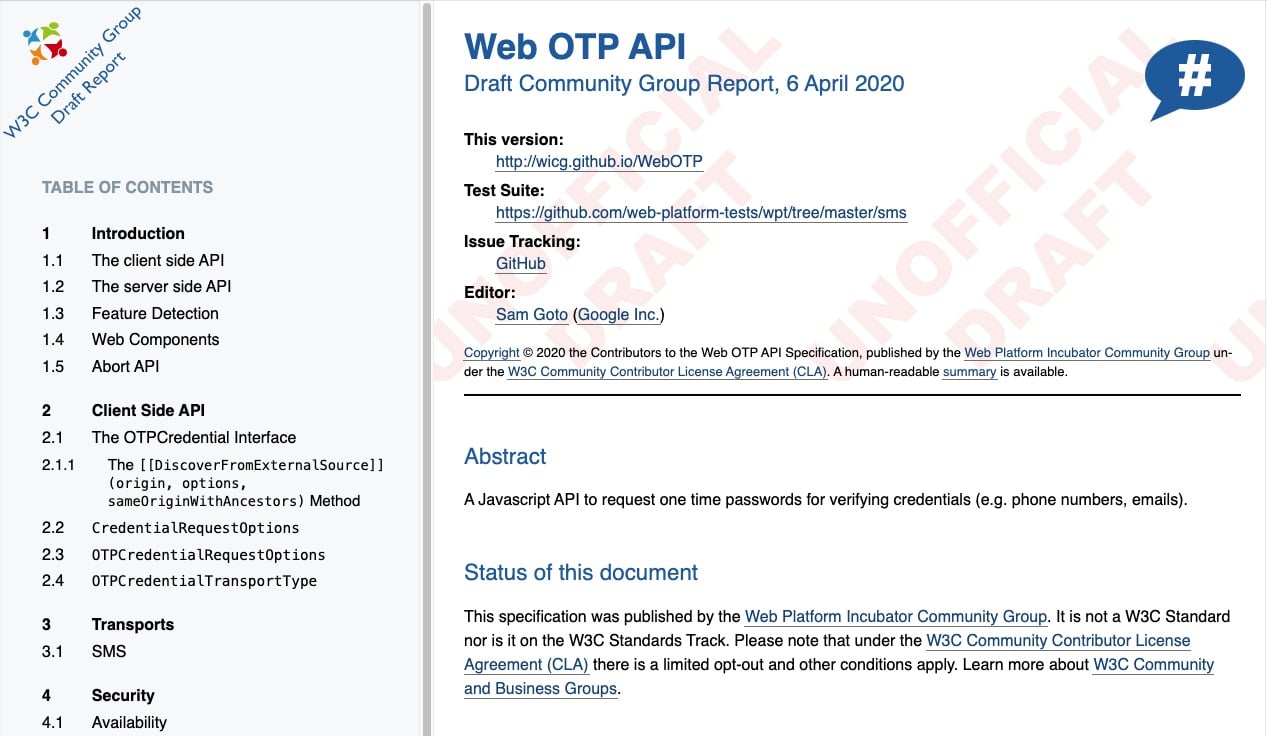 W3C Community Group
Draft Report
TABLE OF CONTENTS
1 Introduction
1.1 The client side API
1.2 The server side API
1.3 Feature Detection
1.4 Web Components
1.5 Abort API
2 Client Side API
2.1 The OTPCredential Interface
2.1.1 The [[DiscoverFromExternalSource]]
(origin, options,
sameOriginWithAncestors) Method
2.2 CredentialRequestOptions
2.3 OTPCredentialRequestOptions
2.4 OTPCredentialTransportType
3 Transports
3.1 SMS
4 Security
4.1 Availability
Web OTP API
#
Draft Community Group Report, 6 April 2020
This version:
http://wicg.github.io/WebOTP
Test Suite:
https://github.com/web-platform-tests/wpt/tree/master/sms
Issue Tracking:
GitHub
Editor:
Sam Goto (Google Inc.)
Copyright © 2020 the Contributors to the Web OTP API Specification, published by the Web Platform Incubator Community Group un-
der the W3C Community Contributor License Agreement (CLA). A human-readable summary is available.
Abstract
A Javascript API to request one time passwords for verifying credentials (e.g. phone numbers, emails).
Status of this document
This specification was published by the Web Platform Incubator Community Group. It is not a W3C Standard
nor is it on the W3C Standards Track. Please note that under the W3C Community Contributor License
Agreement (CLA) there is a limited opt-out and other conditions apply. Learn more about W3C Community
and Business Groups.
UNOFFICIAL
DRAFT
UNOFFICIAL
DRAFT